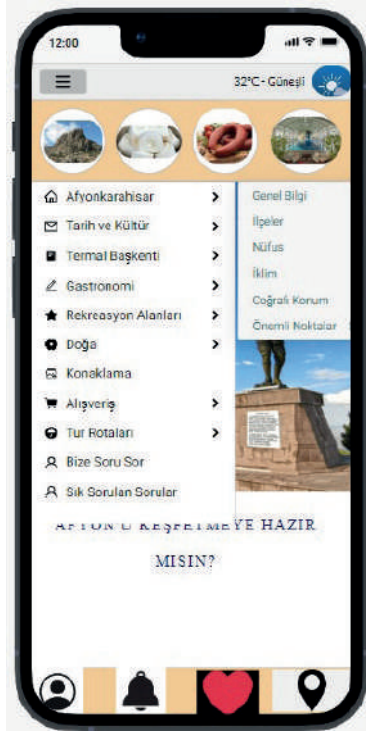 12:00
32°C - Güneşli
Afyonkarahisar
Tarih ve Kültür
Termal Başkenti
Gastronomi
Rekreasyon Alanları
Doğa
Konaklama
Alışveriş
Tur Rotaları
Bize Soru Sor
Sık Sorulan Sorular
Genel Bilgi
İlçeler
Nüfus
İklim
Coğrafi Konum
Önemli Noktalar
AFYON'U KEŞFETMEYE HAZIR
MISIN?